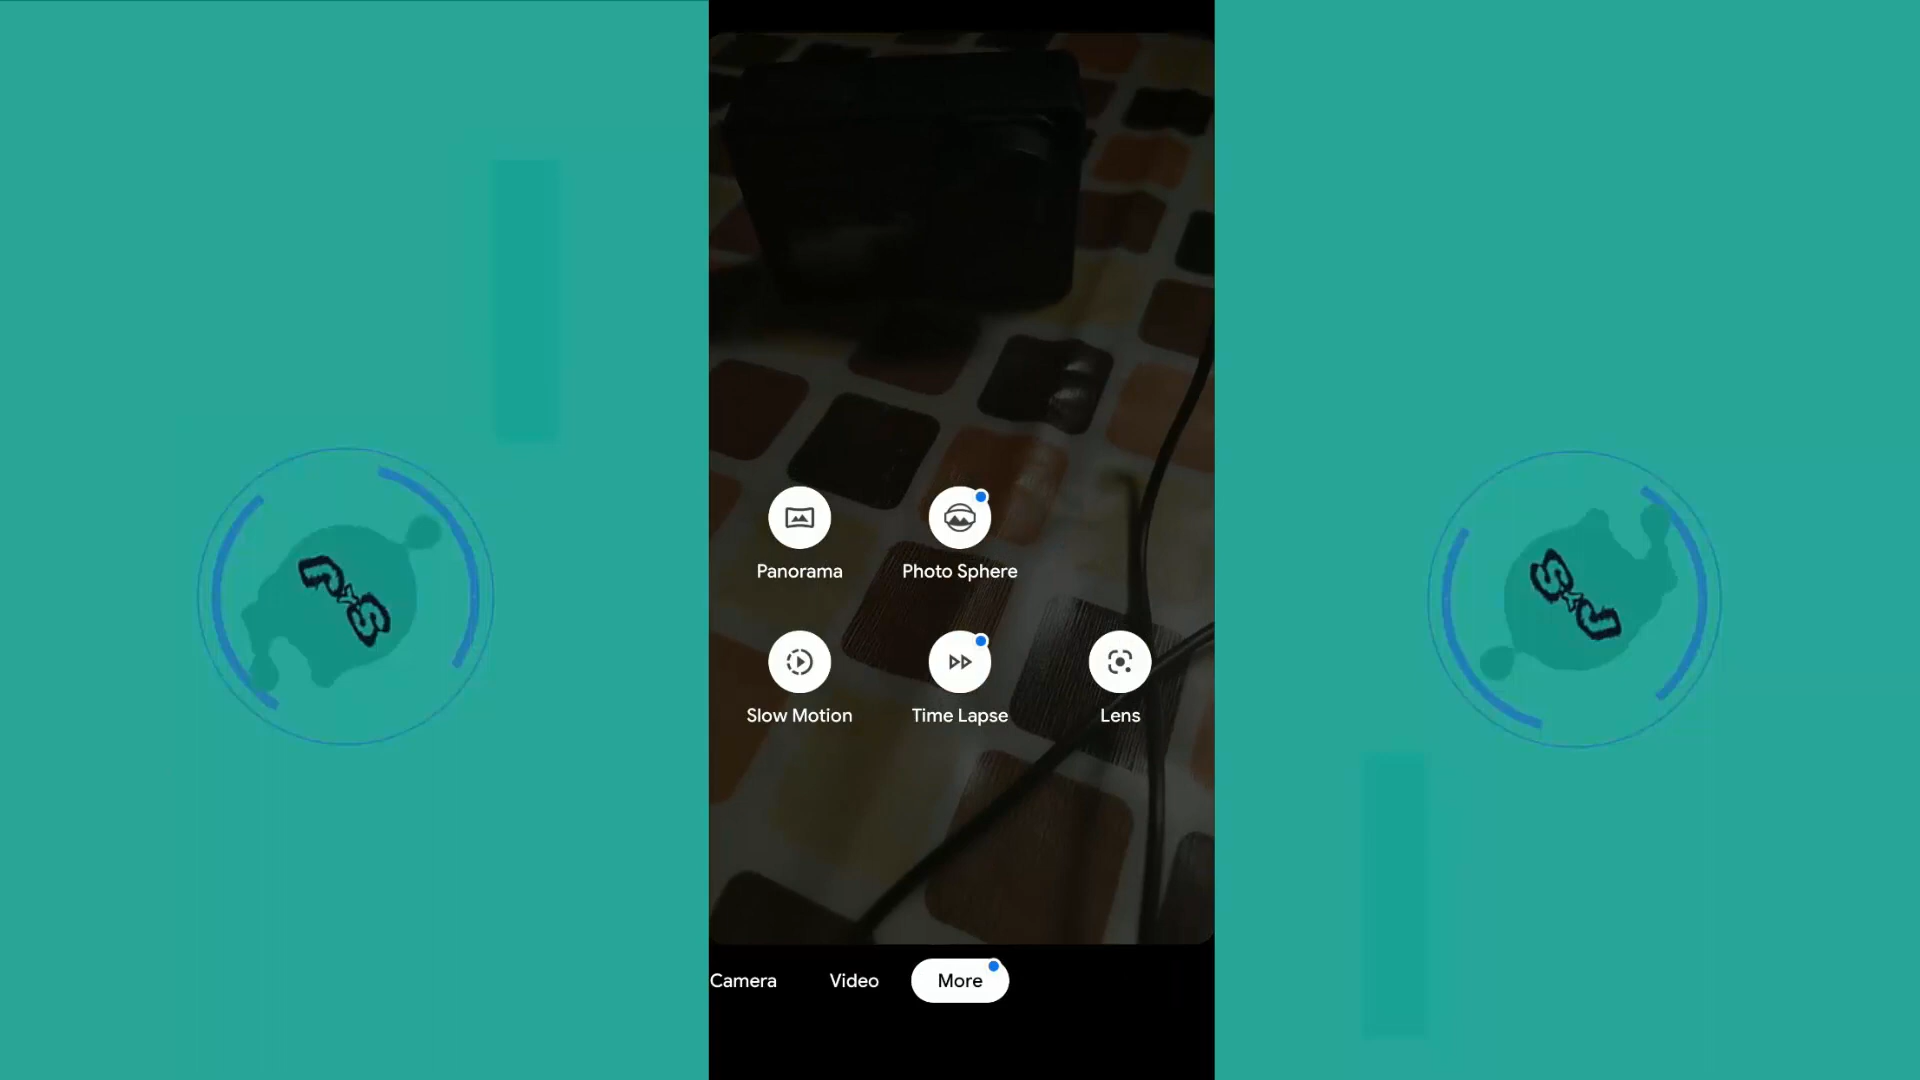 Panorama
Photo Sphere
Slow Motion
Time Lapse
Lens
Camera
Video
More